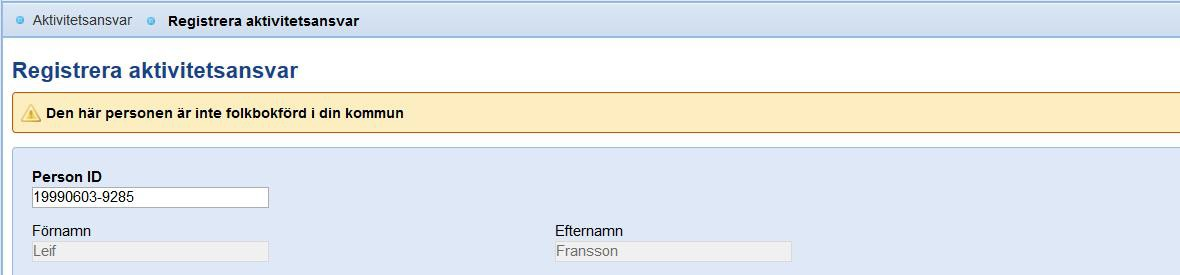 Aktivitetsansvar Registrera aktivitetsansvar
Registrera aktivitetsansvar
Den här personen är inte folkbokförd i din kommun
Person ID
19990603-9285
Förnamn Efternamn
Leif Fransson